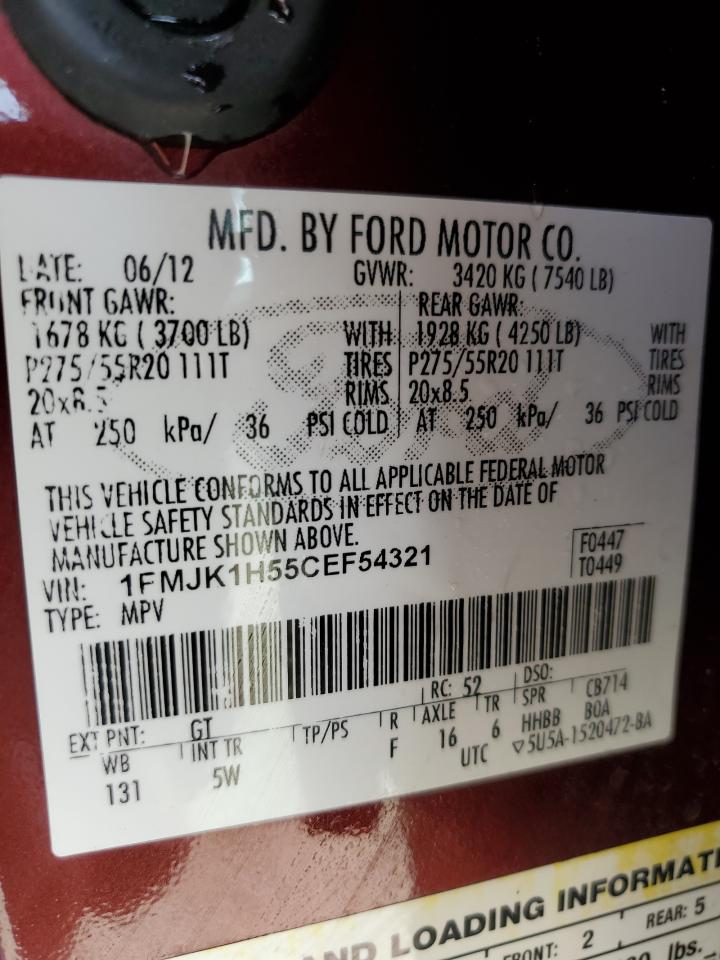 MFD. BY FORD MOTOR CO.
DATE: 06/12 GVWR: 3420 KG ( 7540 LB)
FRONT GAWR: REAR GAWR:
1678 KG ( 3700 LB) WITH 1928 KG ( 4250 LB) WITH
P275/55R20 111T TIRES P275/55R20 111T TIRES
20x8.5 RIMS 20x8.5 RIMS
AT 250 kPa/ 36 PSI COLD AT 250 kPa/ 36 PSI COLD
THIS VEHICLE CONFORMS TO ALL APPLICABLE FEDERAL MOTOR
VEHICLE SAFETY STANDARDS IN EFFECT ON THE DATE OF
MANUFACTURE SHOWN ABOVE.
VIN: 1FMJK1H55CEF54321
F0447
TYPE: MPV
T0449
EXT PNT: GT RC: 52 DSO:
WB INT TR TP/PS R AXLE TR SPR CB714
131 5W F 16 6 HHBB BOA
UTC ▽5U5A-1520472-BA
AND LOADING INFORMATI
FRONT: 2 REAR: 5
lbs.